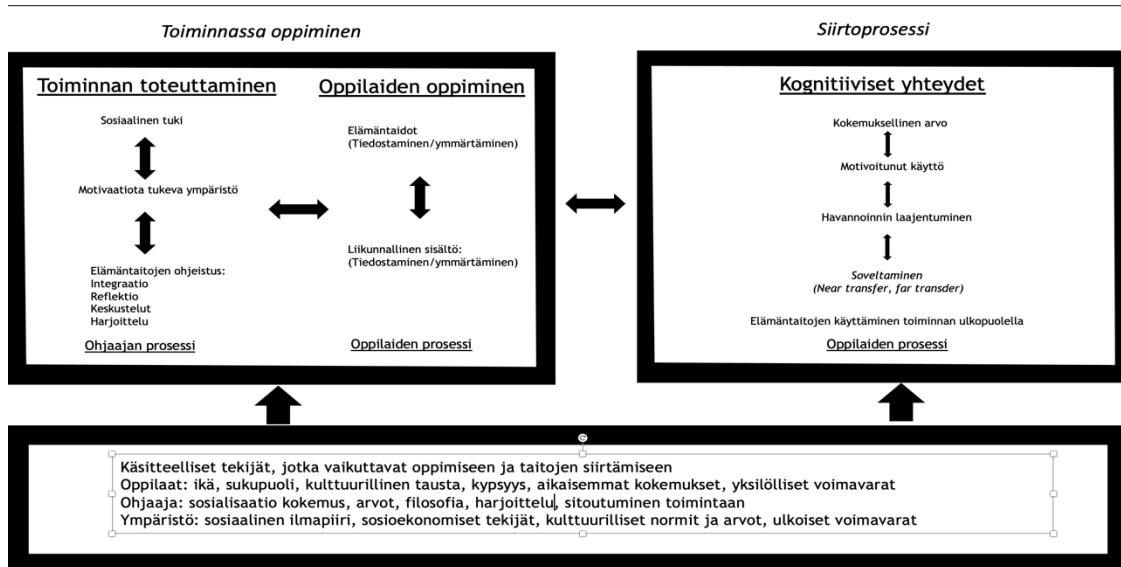 Toiminnassa oppiminen
Siirtoprosessi
Toiminnan toteuttaminen
Sosiaalinen tuki
Motivaatiota tukeva ympäristö
Elämäntaitojen ohjeistus:
Integraatio
Reflektio
Keskustelut
Harjoittelu
Ohjaajan prosessi
Oppilaiden oppiminen
Elämäntaidot
(Tiedostaminen/ymmärtäminen)
Liikunnallinen sisältö:
(Tiedostaminen/ymmärtäminen)
Oppilaiden prosessi
Kognitiiviset yhteydet
Kokemuksellinen arvo
Motivoitunut käyttö
Havannoinnin laajentuminen
Soveltaminen
(Near transfer, far transder)
Elämäntaitojen käyttäminen toiminnan ulkopuolella
Oppilaiden prosessi
Käsitteelliset tekijät, jotka vaikuttavat oppimiseen ja taitojen siirtämiseen
Oppilaat: ikä, sukupuoli, kulttuurillinen tausta, kypsyys, aikaisemmat kokemukset, yksilölliset voimavarat
Ohjaaja: sosialisaatio kokemus, arvot, filosofia, harjoittelu, sitoutuminen toimintaan
Ympäristö: sosiaalinen ilmapiiri, sosioekonomiset tekijät, kulttuurilliset normit ja arvot, ulkoiset voimavarat